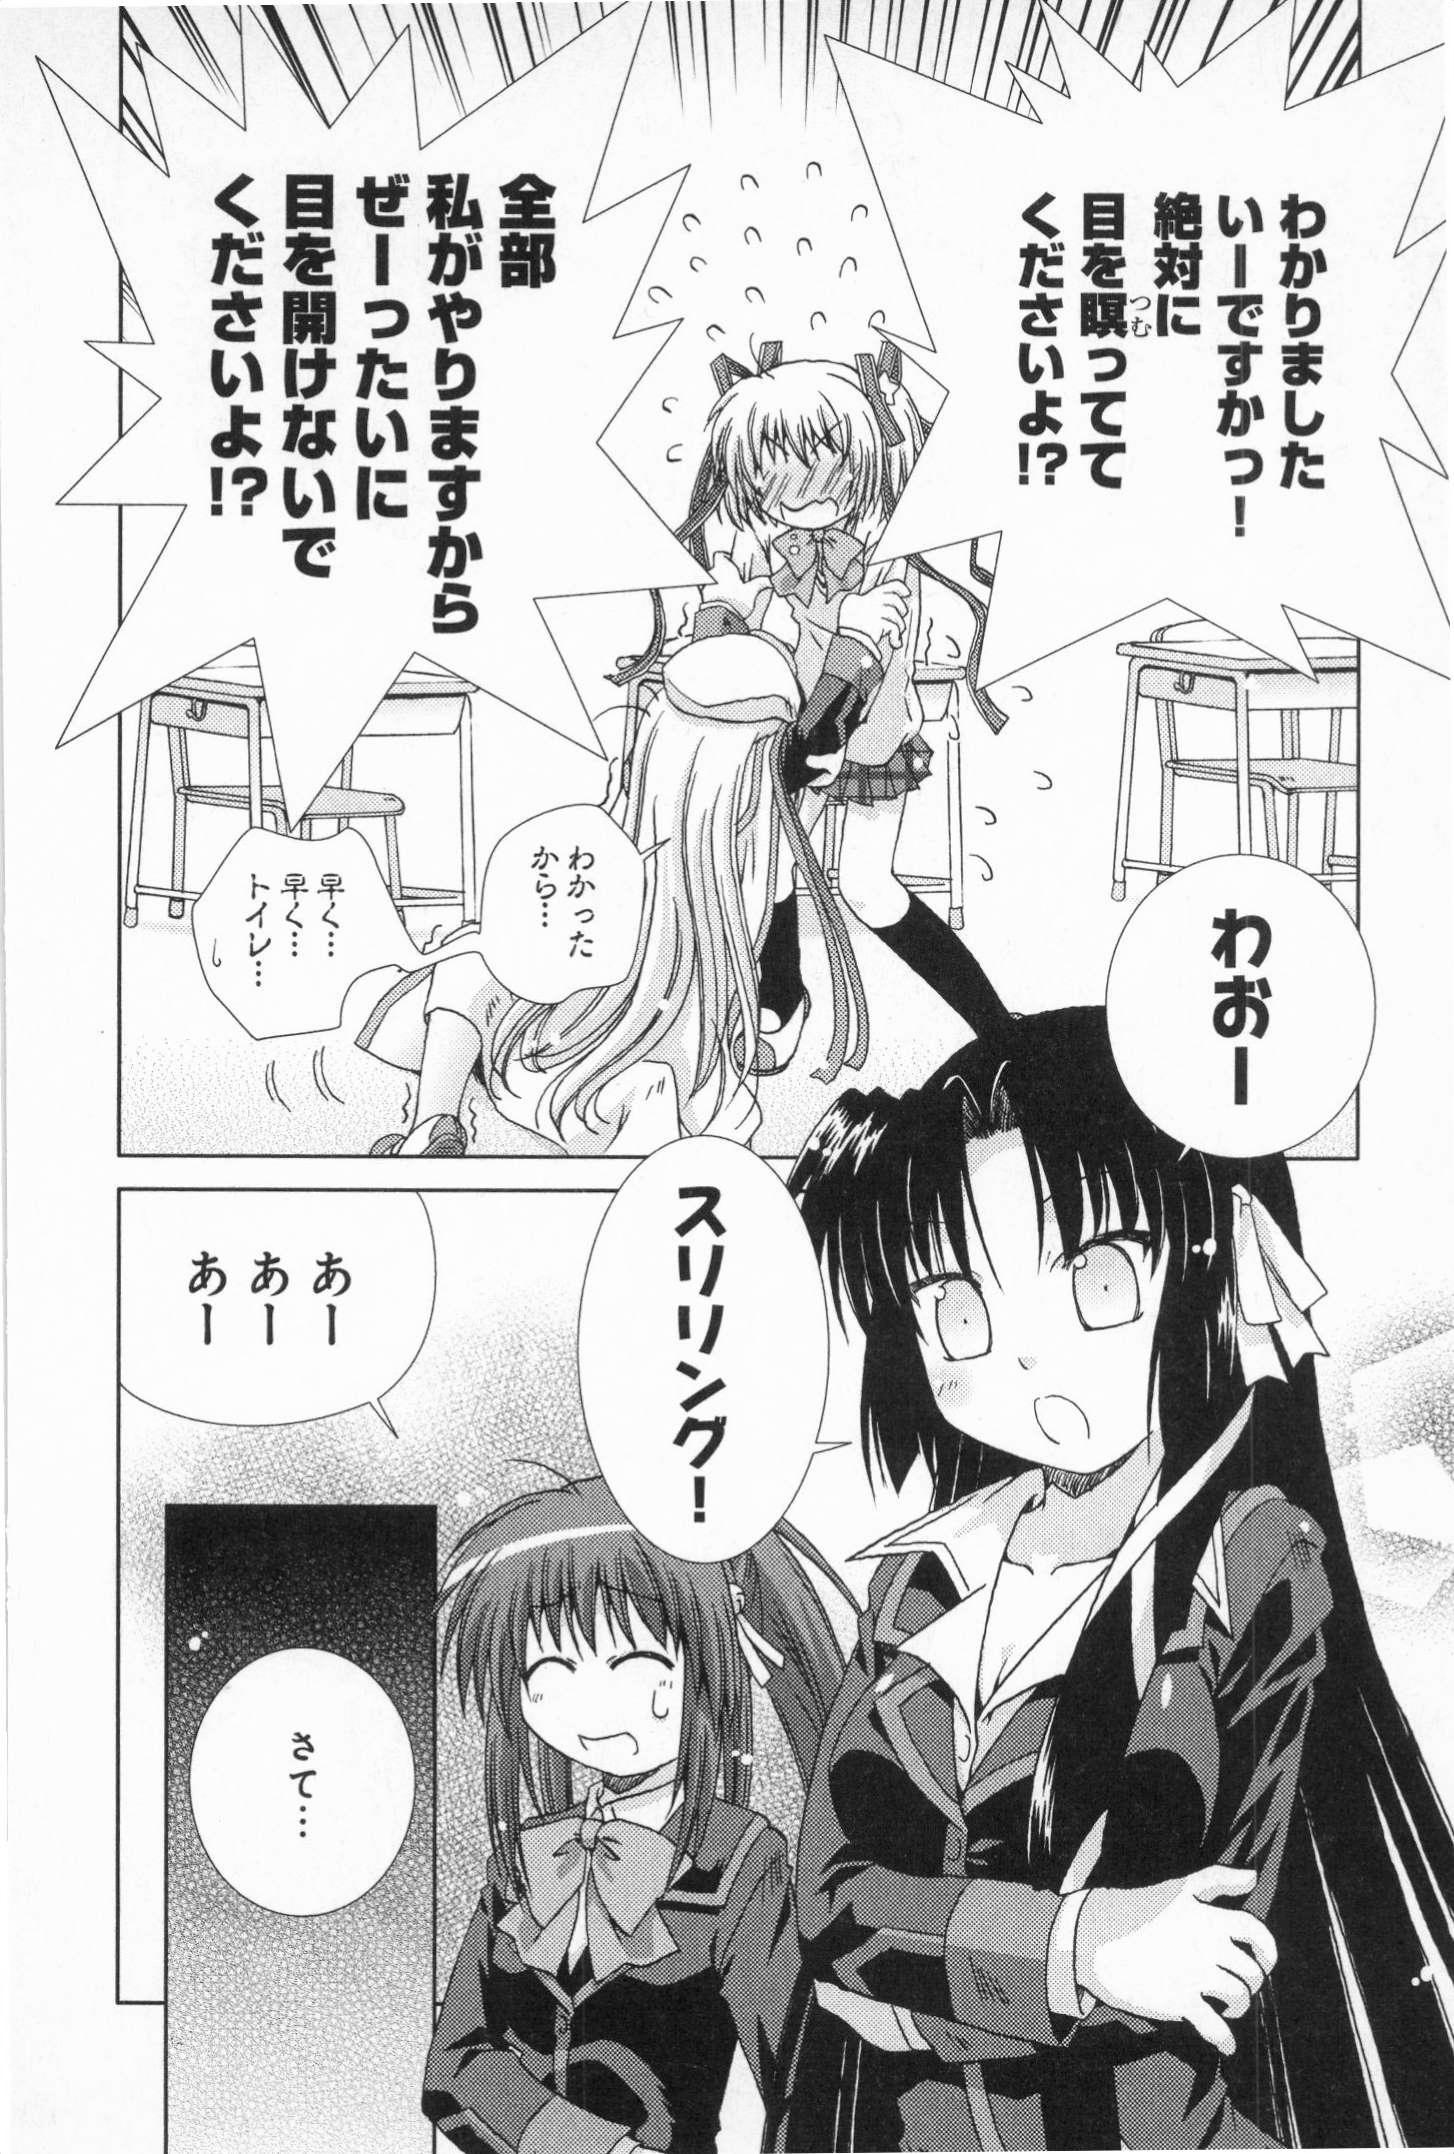 わかりました
いーですかっ！
絶対に
目を瞑ってて
つむ
くださいよ!?
全部
私がやりますから
ぜーったいに
目を開けないで
くださいよ!?
わかった
から…
早く…
早く…
トイレ…
わおー
スリリング！
あー
あー
あー
さて…